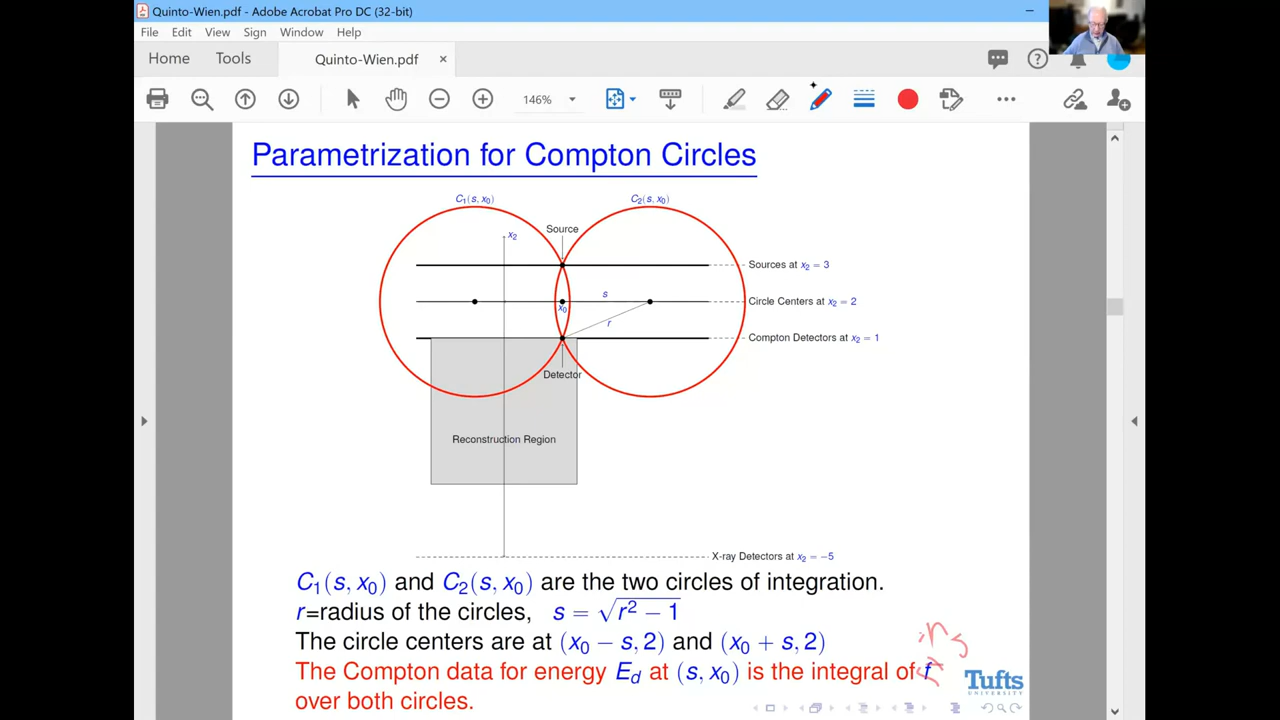 Quinto-Wien.pdf - Adobe Acrobat Pro DC (32-bit)
File Edit View Sign Window Help
Home Tools Quinto-Wien.pdf ×
146%
Parametrization for Compton Circles
C₁(s, x₀) C₂(s, x₀)
Source
x₂
Sources at x₂ = 3
s
Circle Centers at x₂ = 2
x₀
r
Compton Detectors at x₂ = 1
Detector
Reconstruction Region
X-ray Detectors at x₂ = −5
C₁(s, x₀) and C₂(s, x₀) are the two circles of integration.
r=radius of the circles, s = √(r² − 1)
The circle centers are at (x₀ − s, 2) and (x₀ + s, 2)
The Compton data for energy E_d at (s, x₀) is the integral of f
over both circles.
Tufts